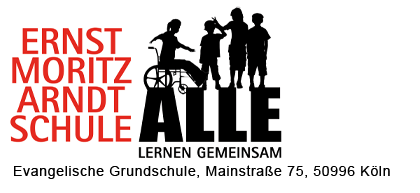 ERNST
MORITZ
ARNDT
SCHULE
ALLE
LERNEN GEMEINSAM
Evangelische Grundschule, Mainstraße 75, 50996 Köln